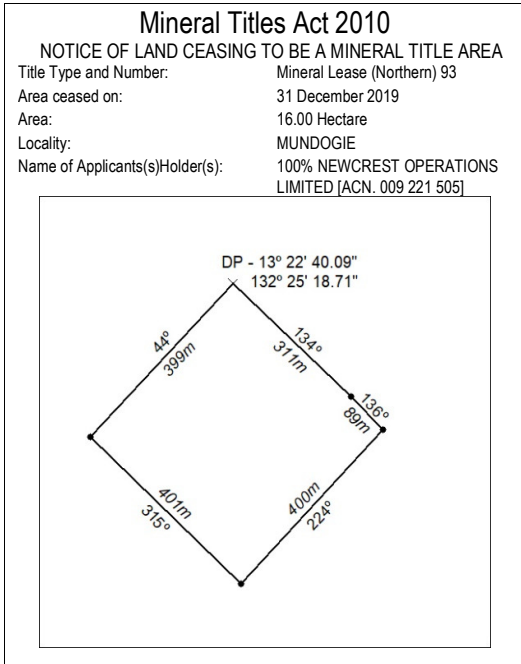 Mineral Titles Act 2010
NOTICE OF LAND CEASING TO BE A MINERAL TITLE AREA
Title Type and Number: Mineral Lease (Northern) 93
Area ceased on: 31 December 2019
Area: 16.00 Hectare
Locality: MUNDOGIE
Name of Applicants(s)Holder(s): 100% NEWCREST OPERATIONS
LIMITED [ACN. 009 221 505]
DP - 13º 22' 40.09"
132º 25' 18.71"
44º
399m
134º
311m
136º
89m
401m
315º
400m
224º